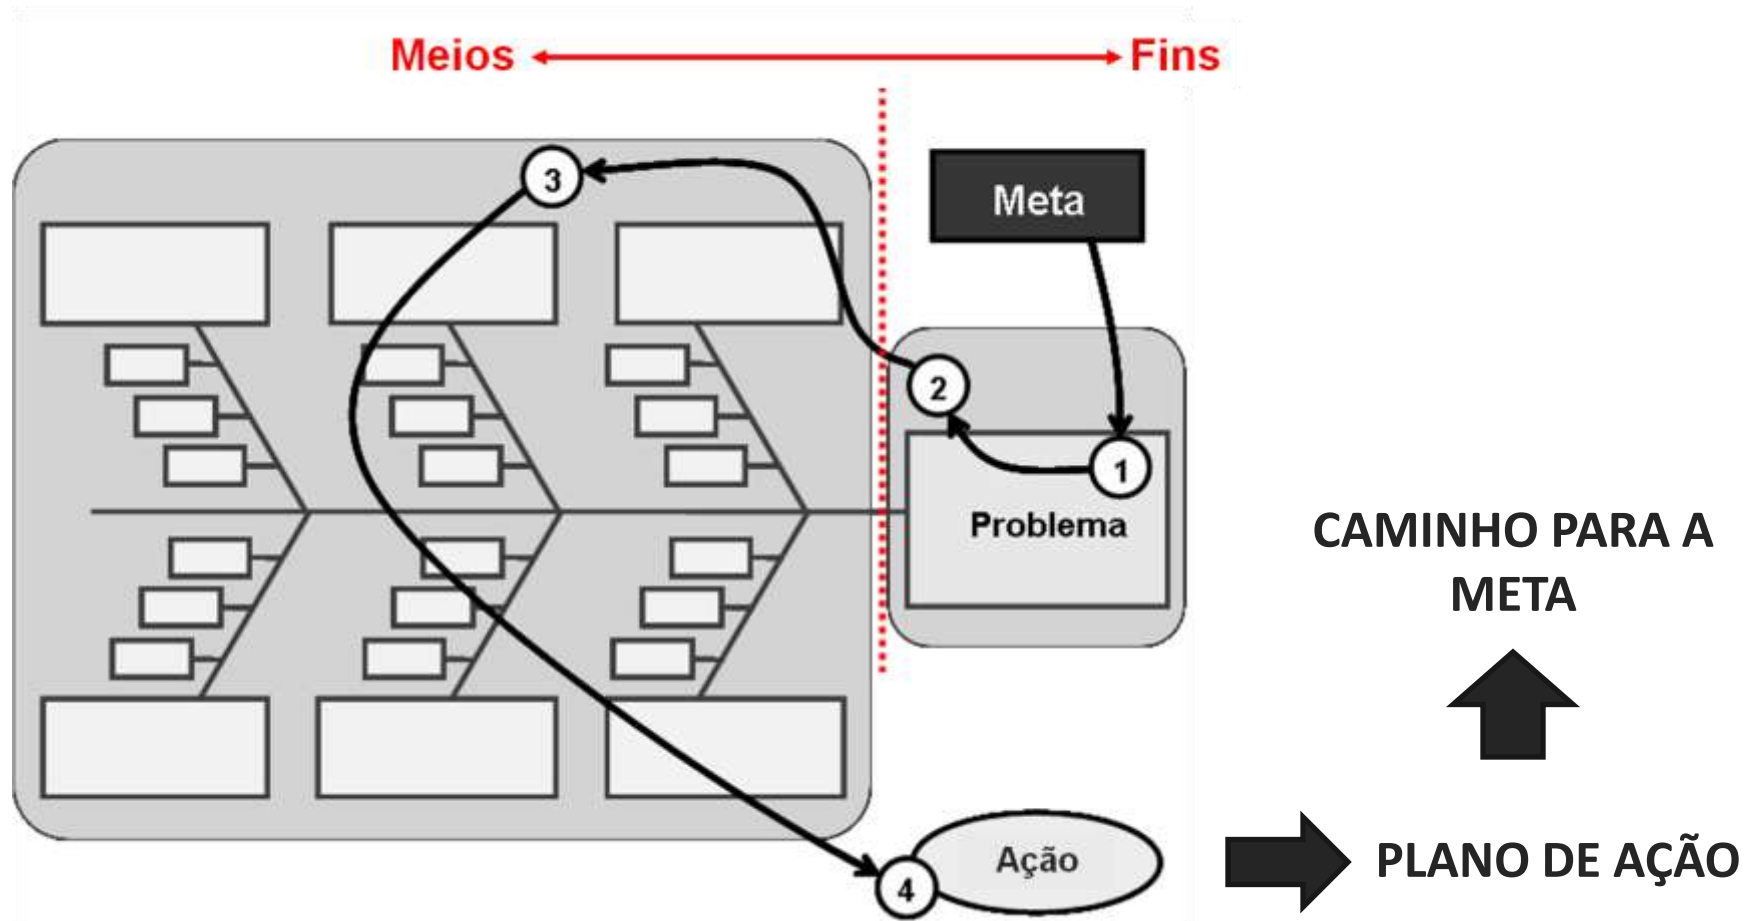 Meios
Fins
3
Meta
2
1
Problema
CAMINHO PARA A
META
4
Ação
PLANO DE AÇÃO